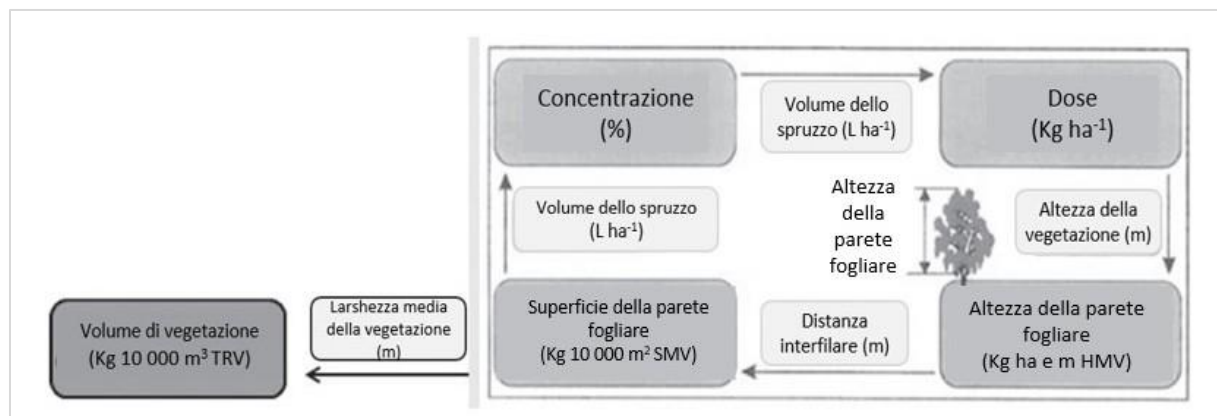 Concentrazione
(%)
Volume dello
spruzzo (L ha⁻¹)
Dose
(Kg ha⁻¹)
Volume dello spruzzo
(L ha⁻¹)
Altezza
della
parete
fogliare
Altezza della
vegetazione (m)
Volume di vegetazione
(Kg 10 000 m³ TRV)
Larshezza media
della vegetazione
(m)
Superficie della parete
fogliare
(Kg 10 000 m² SMV)
Distanza
interfilare (m)
Altezza della parete
fogliare
(Kg ha e m HMV)